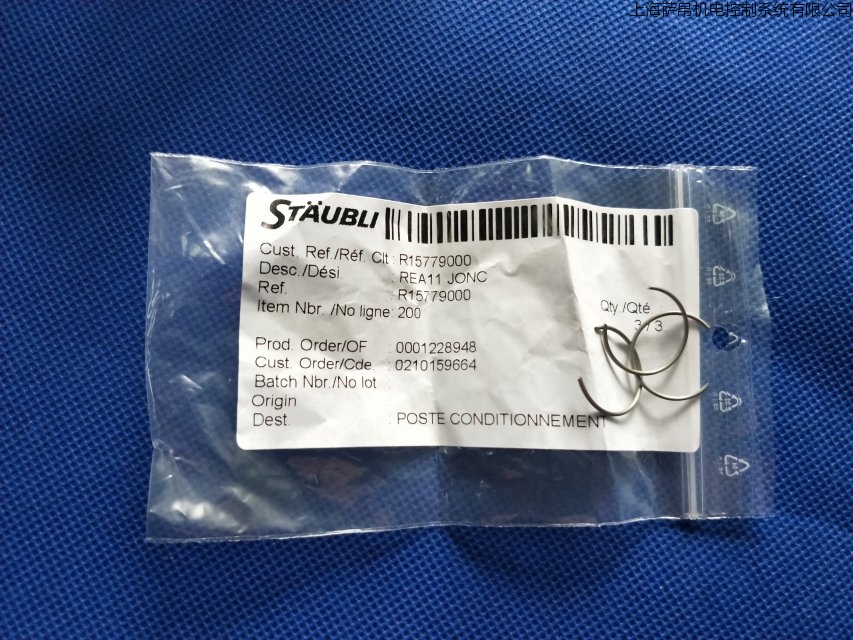 上海萨帛机电控制系统有限公司
STÄUBLI
Cust. Ref./Réf. Clt : R15779000
Desc./Dési. : REA11 JONC
Ref. : R15779000
Item Nbr. /No ligne: 200
Qty./Qté
3 / 3
Prod. Order/OF : 0001228948
Cust. Order/Cde. : 0210159664
Batch Nbr./No lot :
Origin :
Dest. : POSTE CONDITIONNEMENT